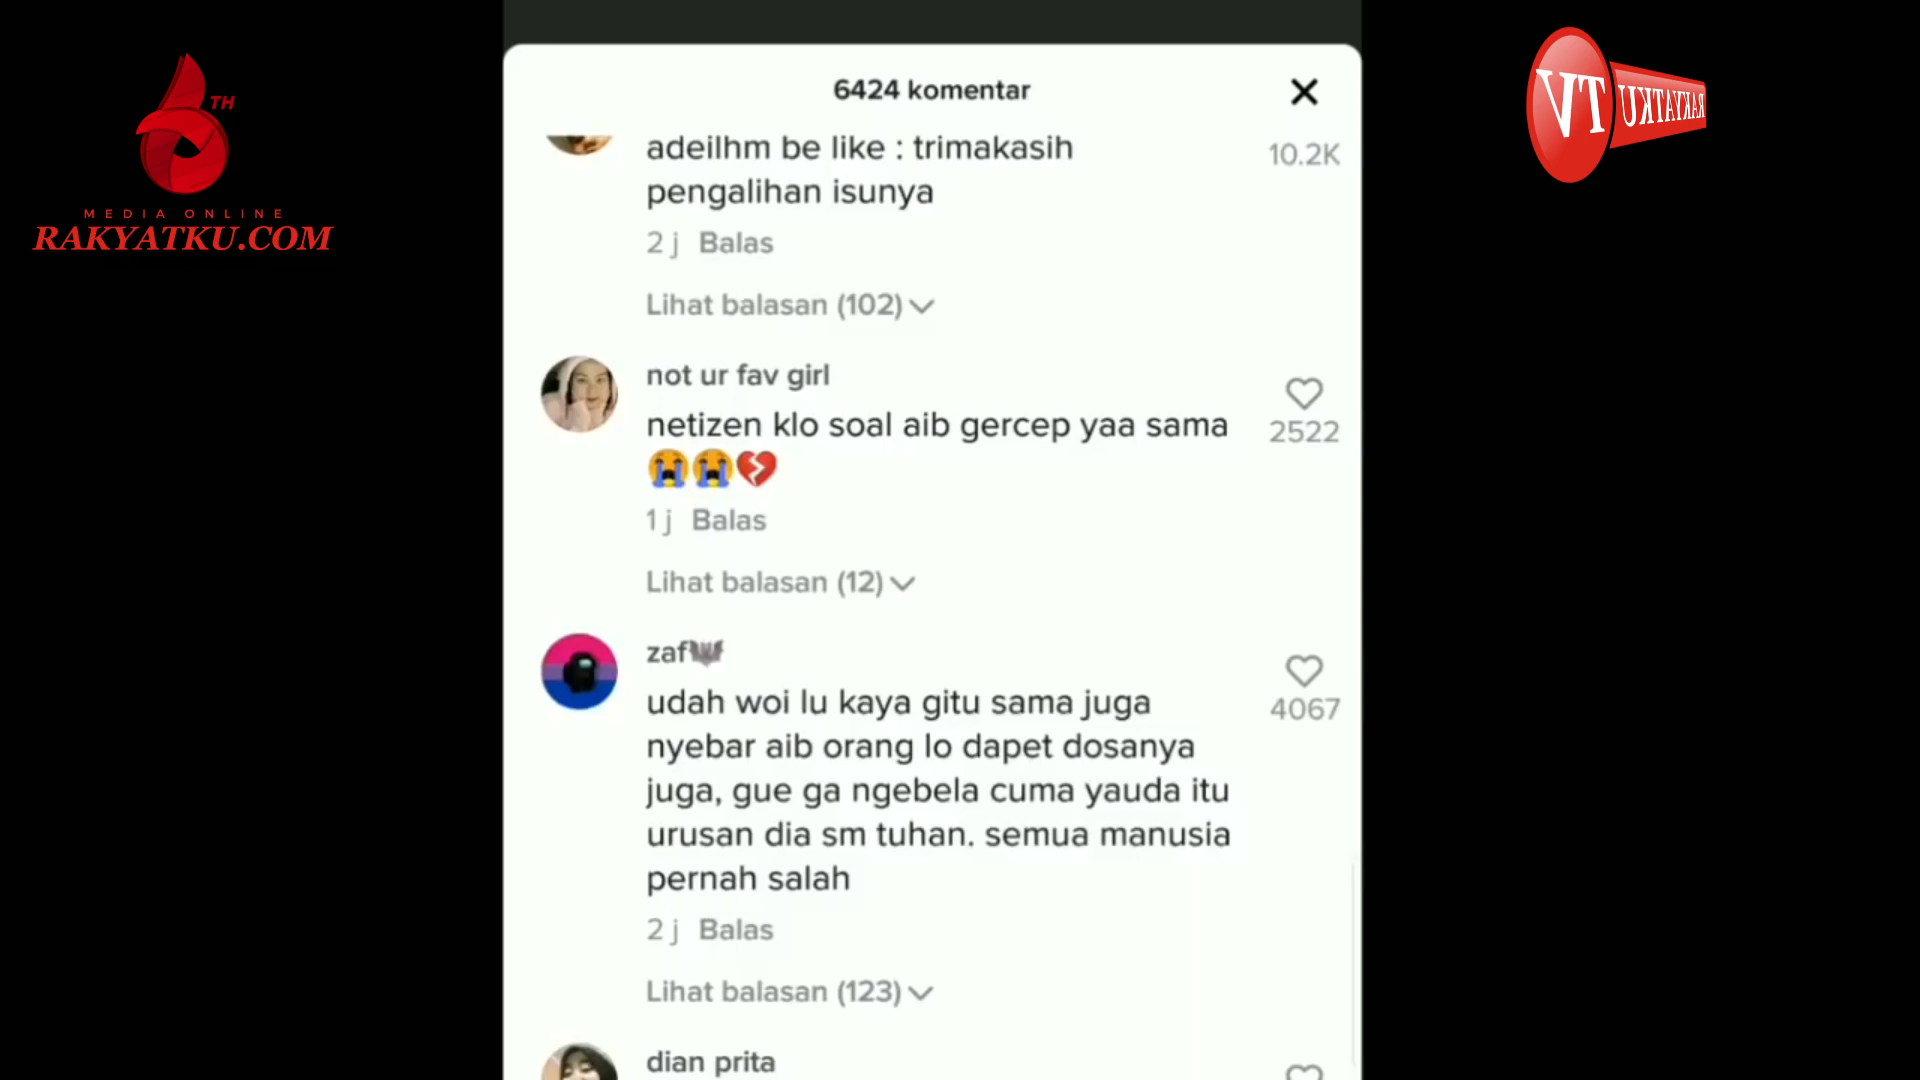 6424 komentar
adeilhm be like : trimakasih
pengalihan isunya
10.2K
2 j Balas
Lihat balasan (102)
not ur fav girl
netizen klo soal aib gercep yaa sama
😭😭💔
2522
1 j Balas
Lihat balasan (12)
zaf
udah woi lu kaya gitu sama juga
nyebar aib orang lo dapet dosanya
juga, gue ga ngebela cuma yauda itu
urusan dia sm tuhan. semua manusia
pernah salah
4067
2 j Balas
Lihat balasan (123)
dian prita
TH
MEDIA ONLINE
RAKYATKU.COM
TV
RAKYATKU